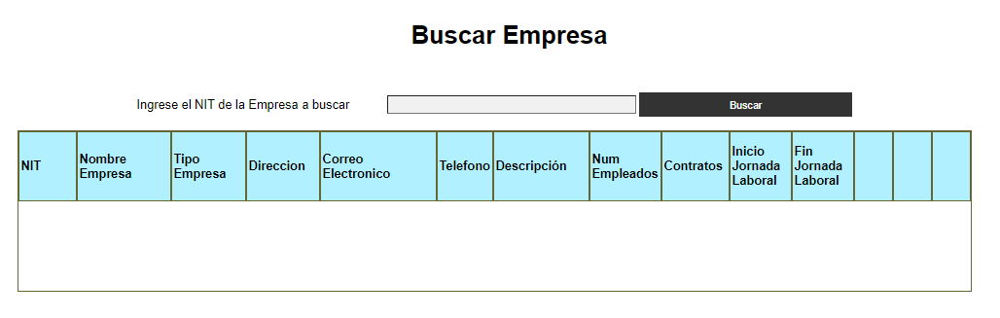 Buscar Empresa
Ingrese el NIT de la Empresa a buscar
Buscar
NIT
Nombre
Empresa
Tipo
Empresa
Direccion
Correo
Electronico
Telefono
Descripción
Num
Empleados
Contratos
Inicio
Jornada
Laboral
Fin
Jornada
Laboral